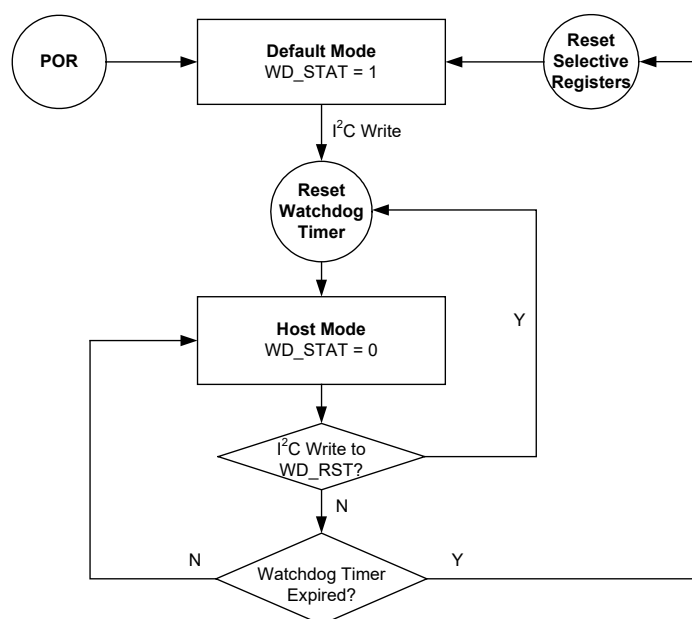 POR
Default Mode
WD_STAT = 1
Reset
Selective
Registers
I²C Write
Reset
Watchdog
Timer
Y
Host Mode
WD_STAT = 0
I²C Write to
WD_RST?
N
N
Y
Watchdog Timer
Expired?